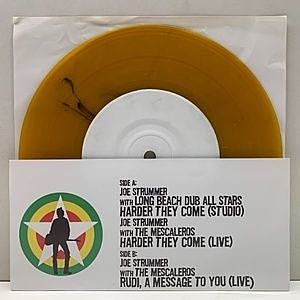 SIDE A:
JOE STRUMMER
WITH LONG BEACH DUB ALL STARS
HARDER THEY COME (STUDIO)
JOE STRUMMER
WITH THE MESCALEROS
HARDER THEY COME (LIVE)
SIDE B:
JOE STRUMMER
WITH THE MESCALEROS
RUDI, A MESSAGE TO YOU (LIVE)